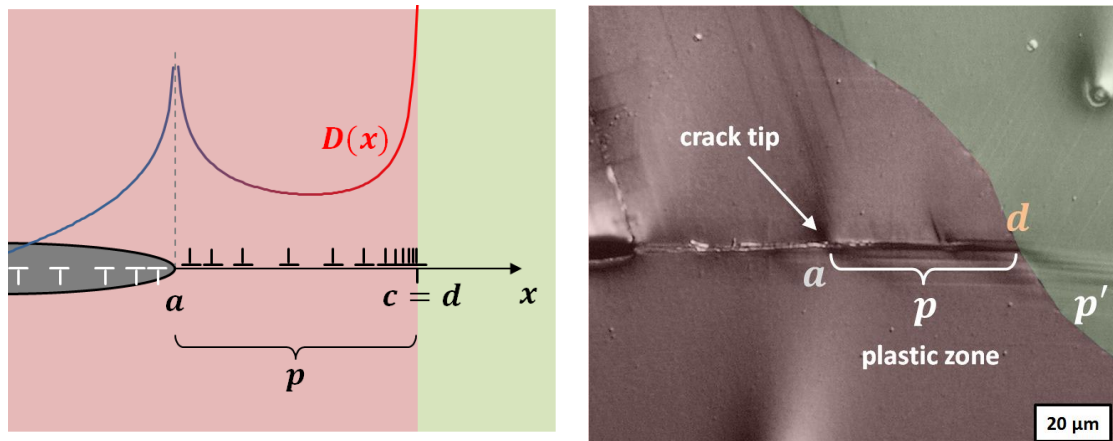 D(x)
a
c = d
x
p
crack tip
a
d
p
p′
plastic zone
20 µm